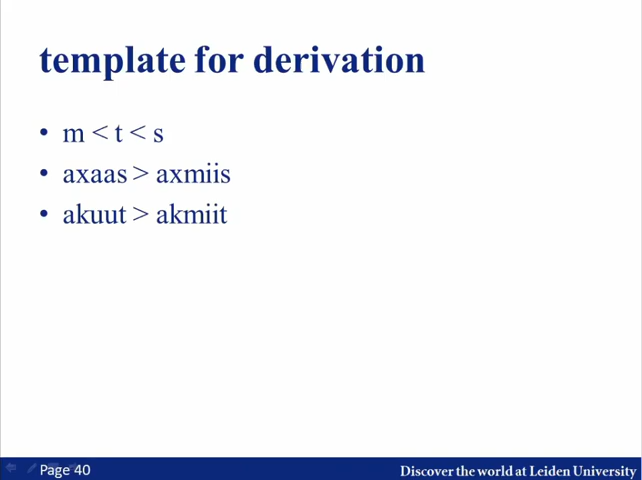 template for derivation
• m < t < s
• axaas > axmiis
• akuut > akmiit
Page 40
Discover the world at Leiden University